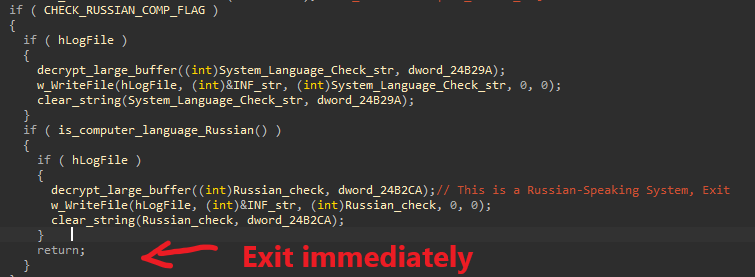 if ( CHECK_RUSSIAN_COMP_FLAG )
{
if ( hLogFile )
{
decrypt_large_buffer((int)System_Language_Check_str, dword_24B29A);
w_WriteFile(hLogFile, (int)&INF_str, (int)System_Language_Check_str, 0, 0);
clear_string(System_Language_Check_str, dword_24B29A);
}
if ( is_computer_language_Russian() )
{
if ( hLogFile )
{
decrypt_large_buffer((int)Russian_check, dword_24B2CA);// This is a Russian-Speaking System, Exit
w_WriteFile(hLogFile, (int)&INF_str, (int)Russian_check, 0, 0);
clear_string(Russian_check, dword_24B2CA);
}
return;
Exit immediately
}